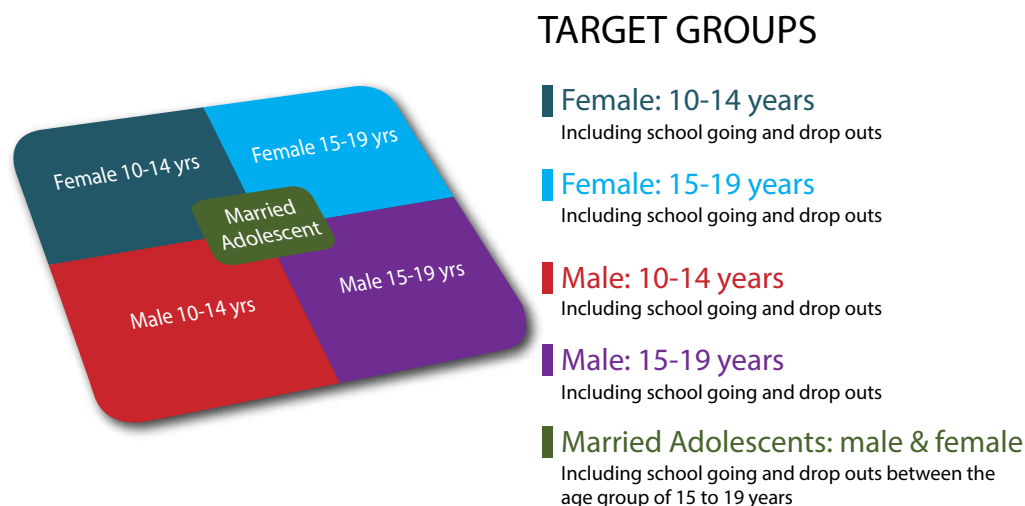 TARGET GROUPS
Female 10-14 yrs
Female 15-19 yrs
Married
Adolescent
Male 10-14 yrs
Male 15-19 yrs
Female: 10-14 years
Including school going and drop outs
Female: 15-19 years
Including school going and drop outs
Male: 10-14 years
Including school going and drop outs
Male: 15-19 years
Including school going and drop outs
Married Adolescents: male & female
Including school going and drop outs between the
age group of 15 to 19 years